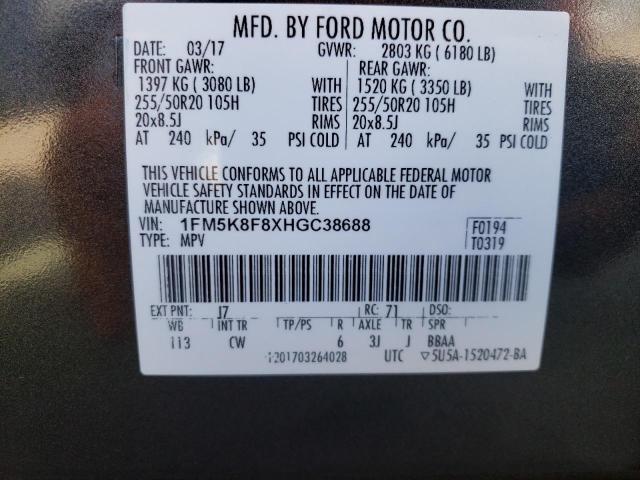 MFD. BY FORD MOTOR CO.
DATE: 03/17 GVWR: 2803 KG ( 6180 LB)
FRONT GAWR: REAR GAWR:
1397 KG ( 3080 LB) WITH 1520 KG ( 3350 LB) WITH
255/50R20 105H TIRES 255/50R20 105H TIRES
20x8.5J RIMS 20x8.5J RIMS
AT 240 kPa/ 35 PSI COLD AT 240 kPa/ 35 PSI COLD
THIS VEHICLE CONFORMS TO ALL APPLICABLE FEDERAL MOTOR
VEHICLE SAFETY STANDARDS IN EFFECT ON THE DATE OF
MANUFACTURE SHOWN ABOVE.
VIN: 1FM5K8F8XHGC38688 F0194
TYPE: MPV T0319
EXT PNT: J7 RC: 71 DSO:
WB INT TR TP/PS R AXLE TR SPR
113 CW 6 3J J BBAA
1201703264028 UTC ▽5U5A-1520472-BA